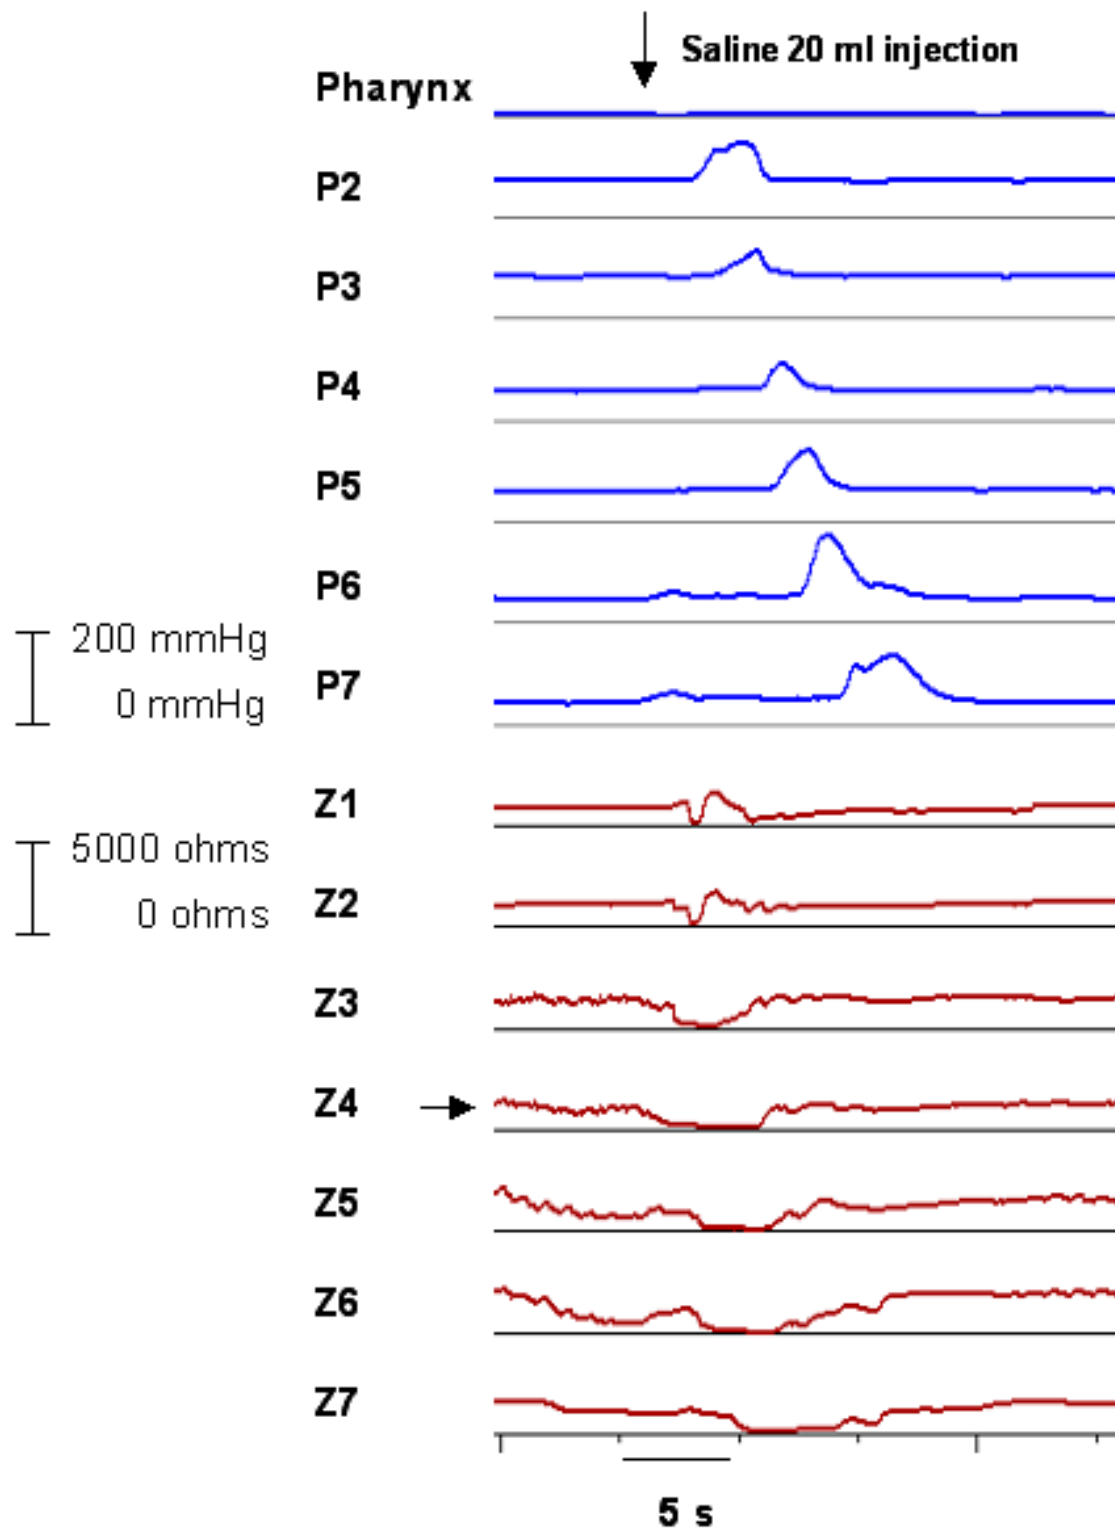 Saline 20 ml injection
Pharynx
P2
P3
P4
P5
P6
200 mmHg
0 mmHg
P7
Z1
5000 ohms
0 ohms
Z2
Z3
Z4
Z5
Z6
Z7
5 s